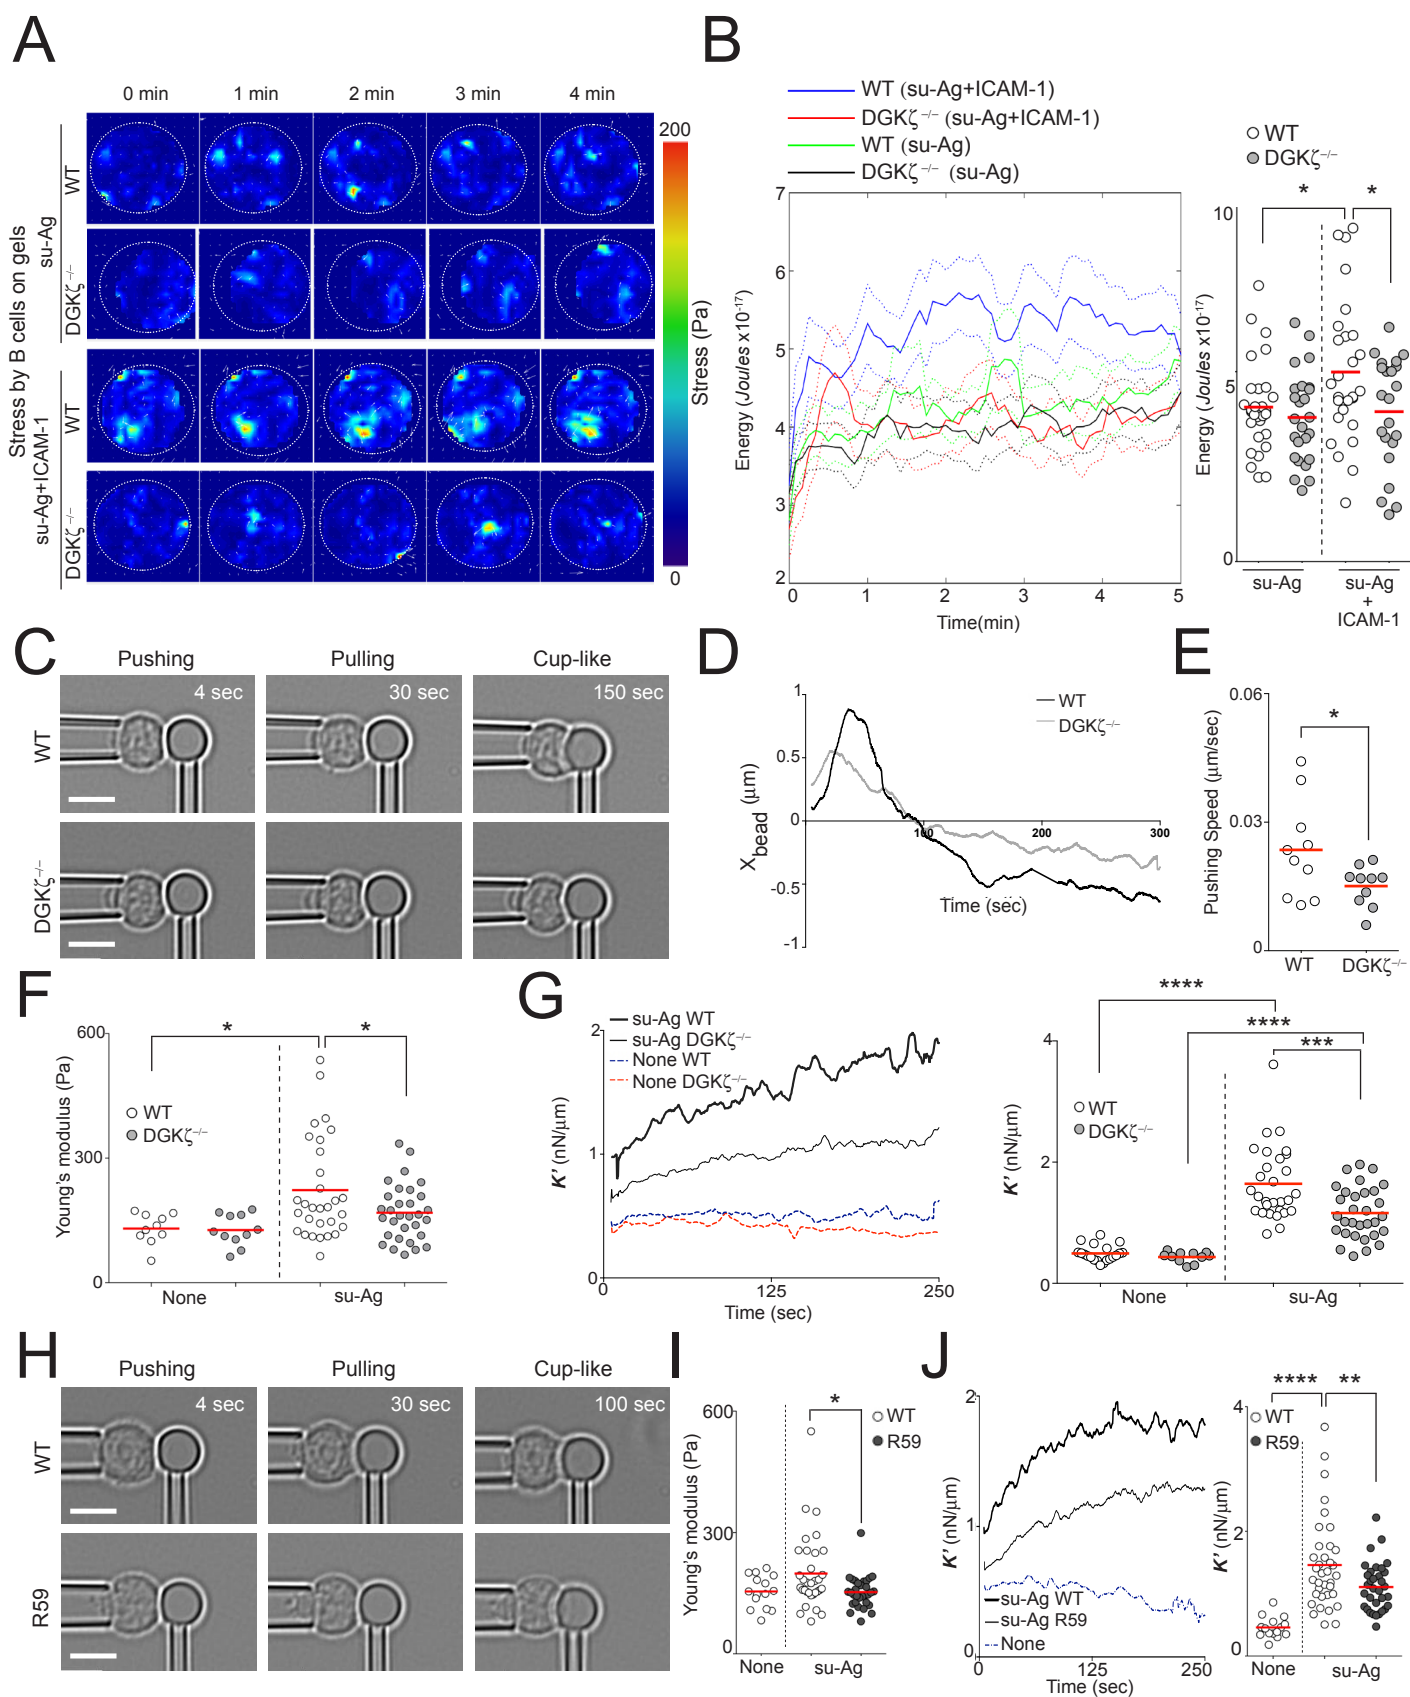 A
0 min 1 min 2 min 3 min 4 min
Stress by B cells on gels
su-Ag
WT
DGKζ−/−
su-Ag+ICAM-1
WT
DGKζ−/−
200
Stress (Pa)
0
B
WT (su-Ag+ICAM-1)
DGKζ−/− (su-Ag+ICAM-1)
WT (su-Ag)
DGKζ−/− (su-Ag)
Energy (Joules x10-17)
7
6
5
4
3
2
0 1 2 3 4 5
Time(min)
WT
DGKζ−/−
* *
Energy (Joules x10-17)
10
5
0
su-Ag
su-Ag
+
ICAM-1
C
Pushing Pulling Cup-like
WT
4 sec 30 sec 150 sec
DGKζ−/−
D
Xbead (μm)
1
0.5
0
-0.5
-1
100 200 300
Time (sec)
WT
DGKζ−/−
E
Pushing Speed (μm/sec)
0.06
0.03
0
*
WT DGKζ−/−
F
Young's modulus (Pa)
600
300
0
* *
WT
DGKζ−/−
None su-Ag
G
su-Ag WT
su-Ag DGKζ−/−
None WT
None DGKζ−/−
K' (nN/μm)
2
1
0
0 125 250
Time (sec)
****
****
***
K' (nN/μm)
4
2
0
WT
DGKζ−/−
None su-Ag
H
Pushing Pulling Cup-like
WT
4 sec 30 sec 100 sec
R59
I
Young's modulus (Pa)
600
300
0
*
WT
R59
None su-Ag
J
K' (nN/μm)
2
1
0
su-Ag WT
su-Ag R59
None
0 125 250
Time (sec)
**** **
WT
R59
K' (nN/μm)
4
2
0
None su-Ag